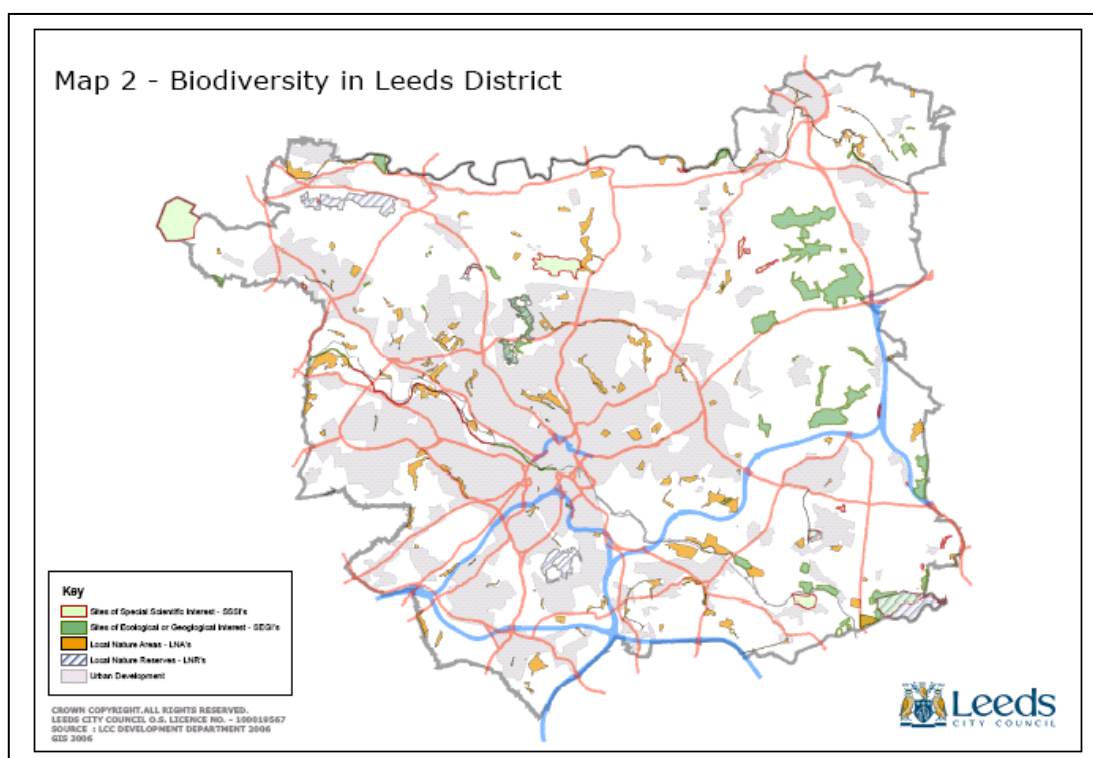 Map 2 - Biodiversity in Leeds District
Key
Sites of Special Scientific Interest - SSSI's
Sites of Ecological or Geological Interest - SEGI's
Local Nature Areas - LNA's
Local Nature Reserves - LNR's
Urban Development
CROWN COPYRIGHT.ALL RIGHTS RESERVED.
LEEDS CITY COUNCIL O.S. LICENCE NO. - 100019567
SOURCE : LCC DEVELOPMENT DEPARTMENT 2006
GIS 2006
Leeds
CITY COUNCIL